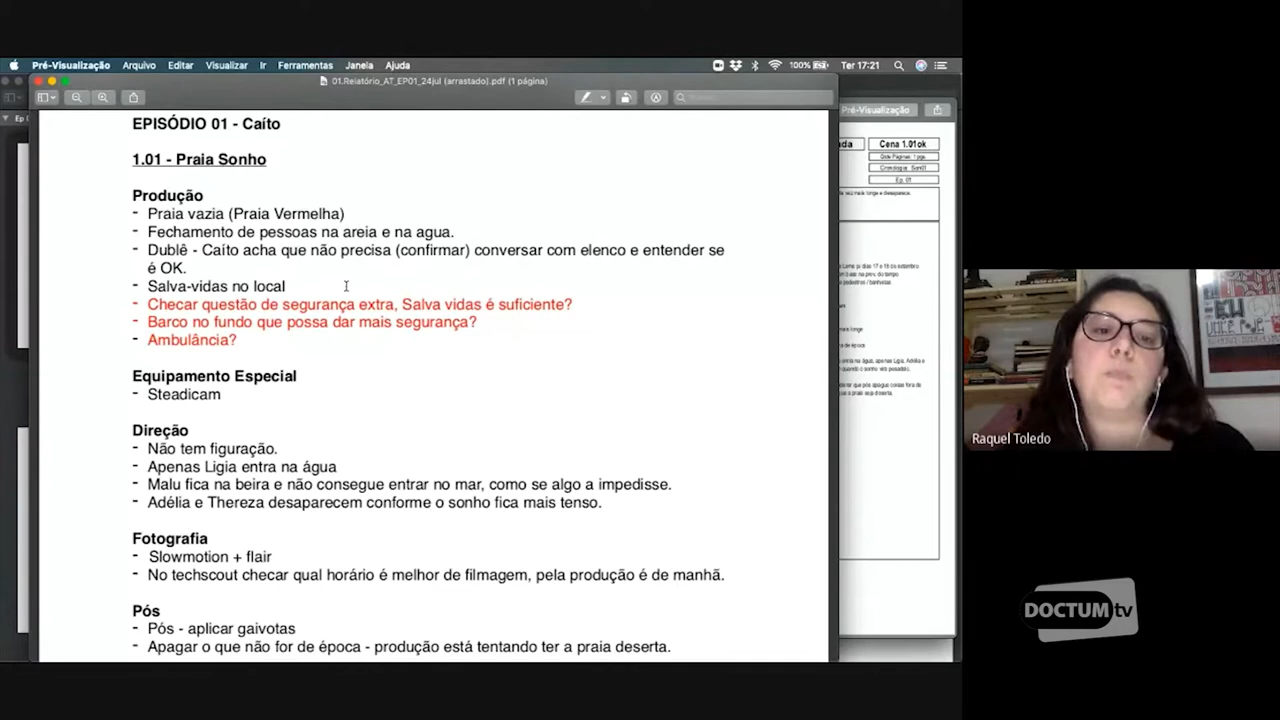 Pré-Visualização Arquivo Editar Visualizar Ir Ferramentas Janela Ajuda 100% Ter 17:21
01.Relatório_AT_EP01_24jul (arrastado).pdf (1 página)
Pré-Visualização
EPISÓDIO 01 - Caíto
1.01 - Praia Sonho
Produção
- Praia vazia (Praia Vermelha)
- Fechamento de pessoas na areia e na agua.
- Dublê - Caíto acha que não precisa (confirmar) conversar com elenco e entender se
é OK.
- Salva-vidas no local
- Checar questão de segurança extra, Salva vidas é suficiente?
- Barco no fundo que possa dar mais segurança?
- Ambulância?
Equipamento Especial
- Steadicam
Direção
- Não tem figuração.
- Apenas Ligia entra na água
- Malu fica na beira e não consegue entrar no mar, como se algo a impedisse.
- Adélia e Thereza desaparecem conforme o sonho fica mais tenso.
Fotografia
- Slowmotion + flair
- No techscout checar qual horário é melhor de filmagem, pela produção é de manhã.
Pós
- Pós - aplicar gaivotas
- Apagar o que não for de época - produção está tentando ter a praia deserta.
Cena 1.01ok
Ep. 01
Raquel Toledo
DOCTUM tv